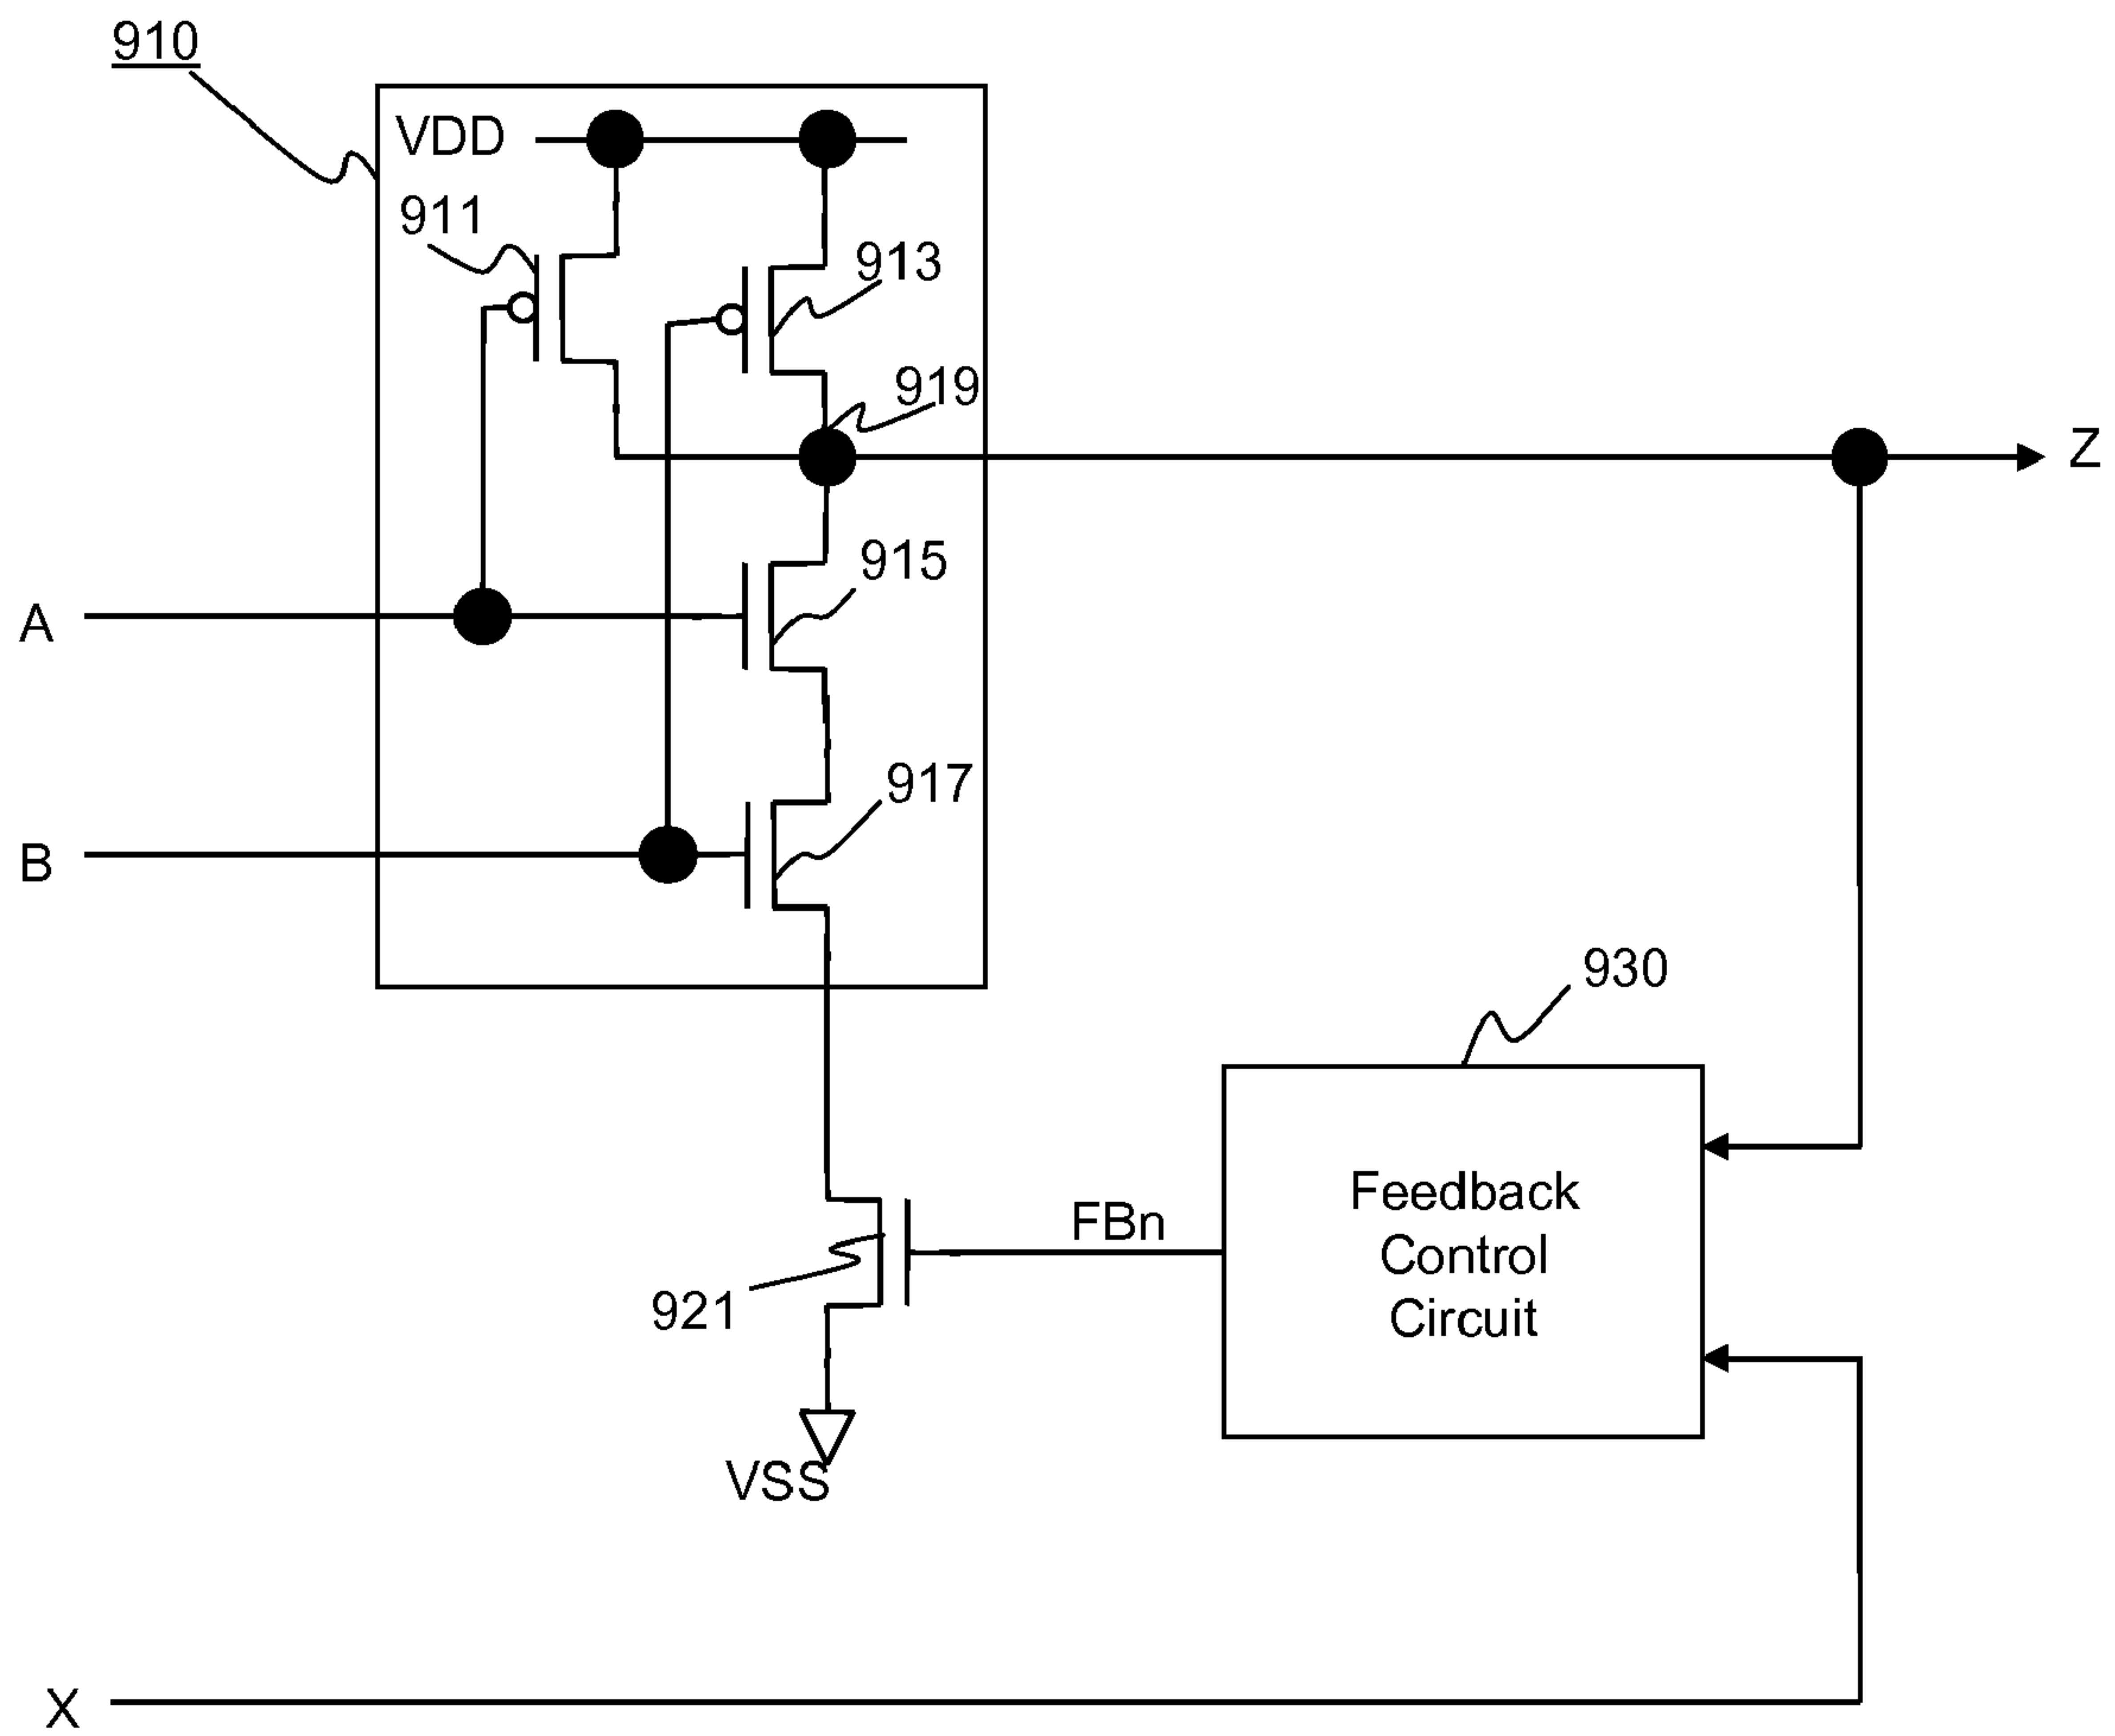 910
VDD
911
913
919
Z
915
A
917
B
930
Feedback
Control
Circuit
FBn
921
VSS
X